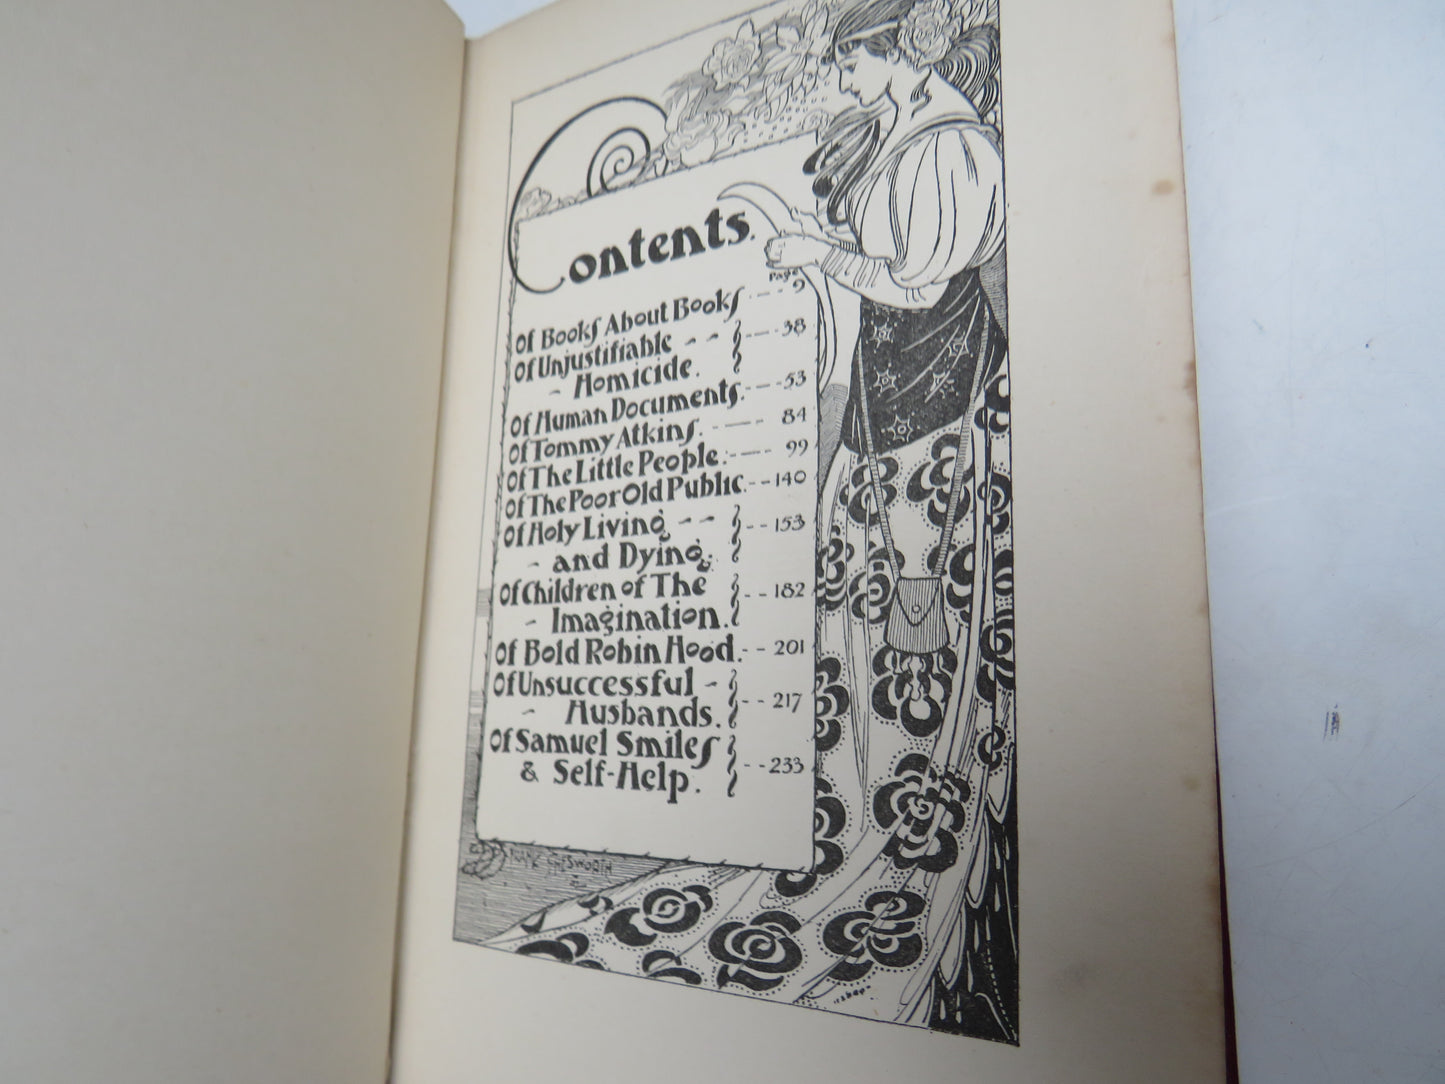 Contents.
Page
Of Books About Books - - - 9
Of Unjustifiable - - - - 38
- Homicide.
Of Human Documents. - - - 53
Of Tommy Atkins. - - - 84
Of The Little People: - - - 99
Of The Poor Old Public. - - 140
Of Holy Living - - - - 153
- and Dying.
Of Children of The - - 182
- Imagination.
Of Bold Robin Hood. - - 201
Of Unsuccessful - - - 217
- Husbands.
Of Samuel Smiles - - 233
& Self-Help.
FRANK CHESWORTH